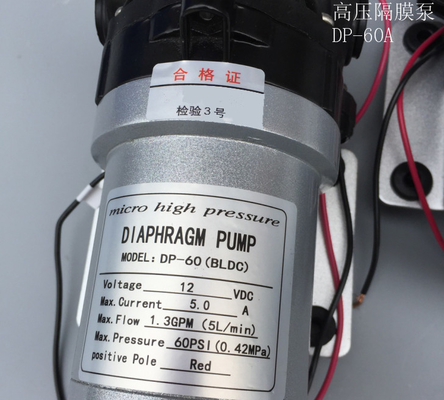 高压隔膜泵
DP-60A
合格证
检验3号
micro high pressure
DIAPHRAGM PUMP
MODEL: DP-60(BLDC)
Voltage 12 VDC
Max.Current 5.0 A
Max.Flow 1.3GPM (5L/min)
Max.Pressure 60PSI(0.42MPa)
positive Pole Red